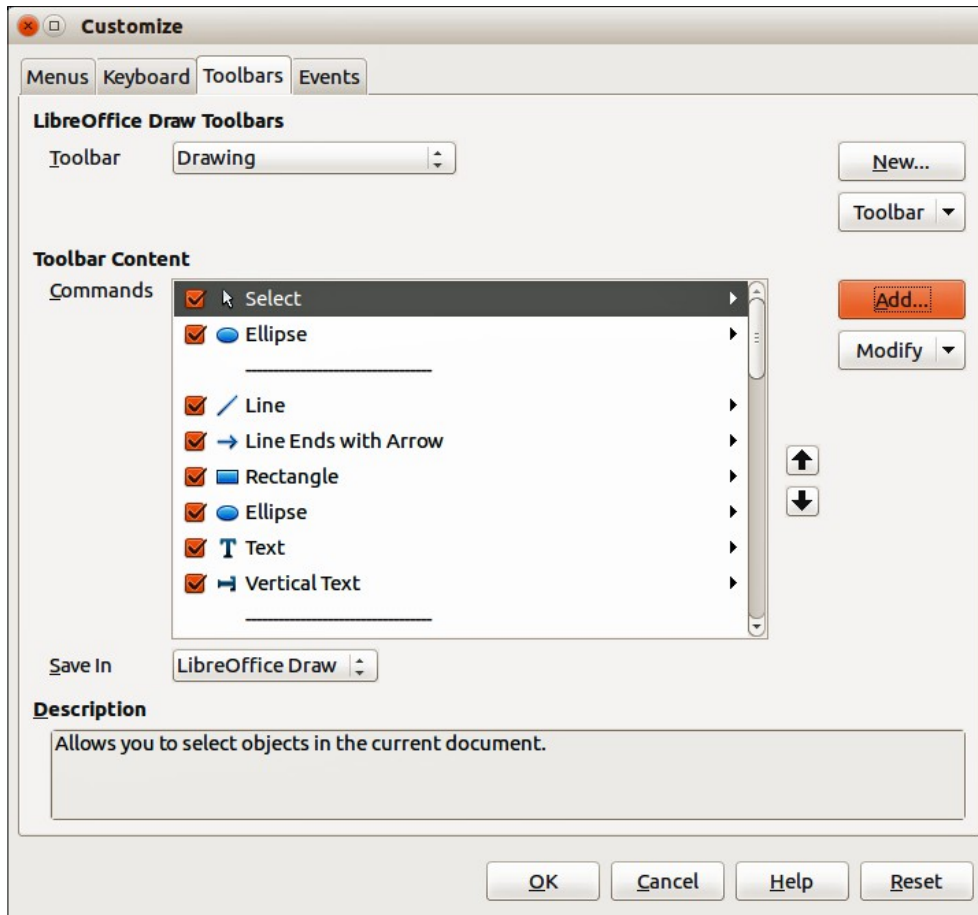 Customize
Menus Keyboard Toolbars Events
LibreOffice Draw Toolbars
Toolbar Drawing New...
Toolbar
Toolbar Content
Commands Select Add...
Ellipse
Modify
Line
Line Ends with Arrow
Rectangle
Ellipse
Text
Vertical Text
Save In LibreOffice Draw
Description
Allows you to select objects in the current document.
OK Cancel Help Reset